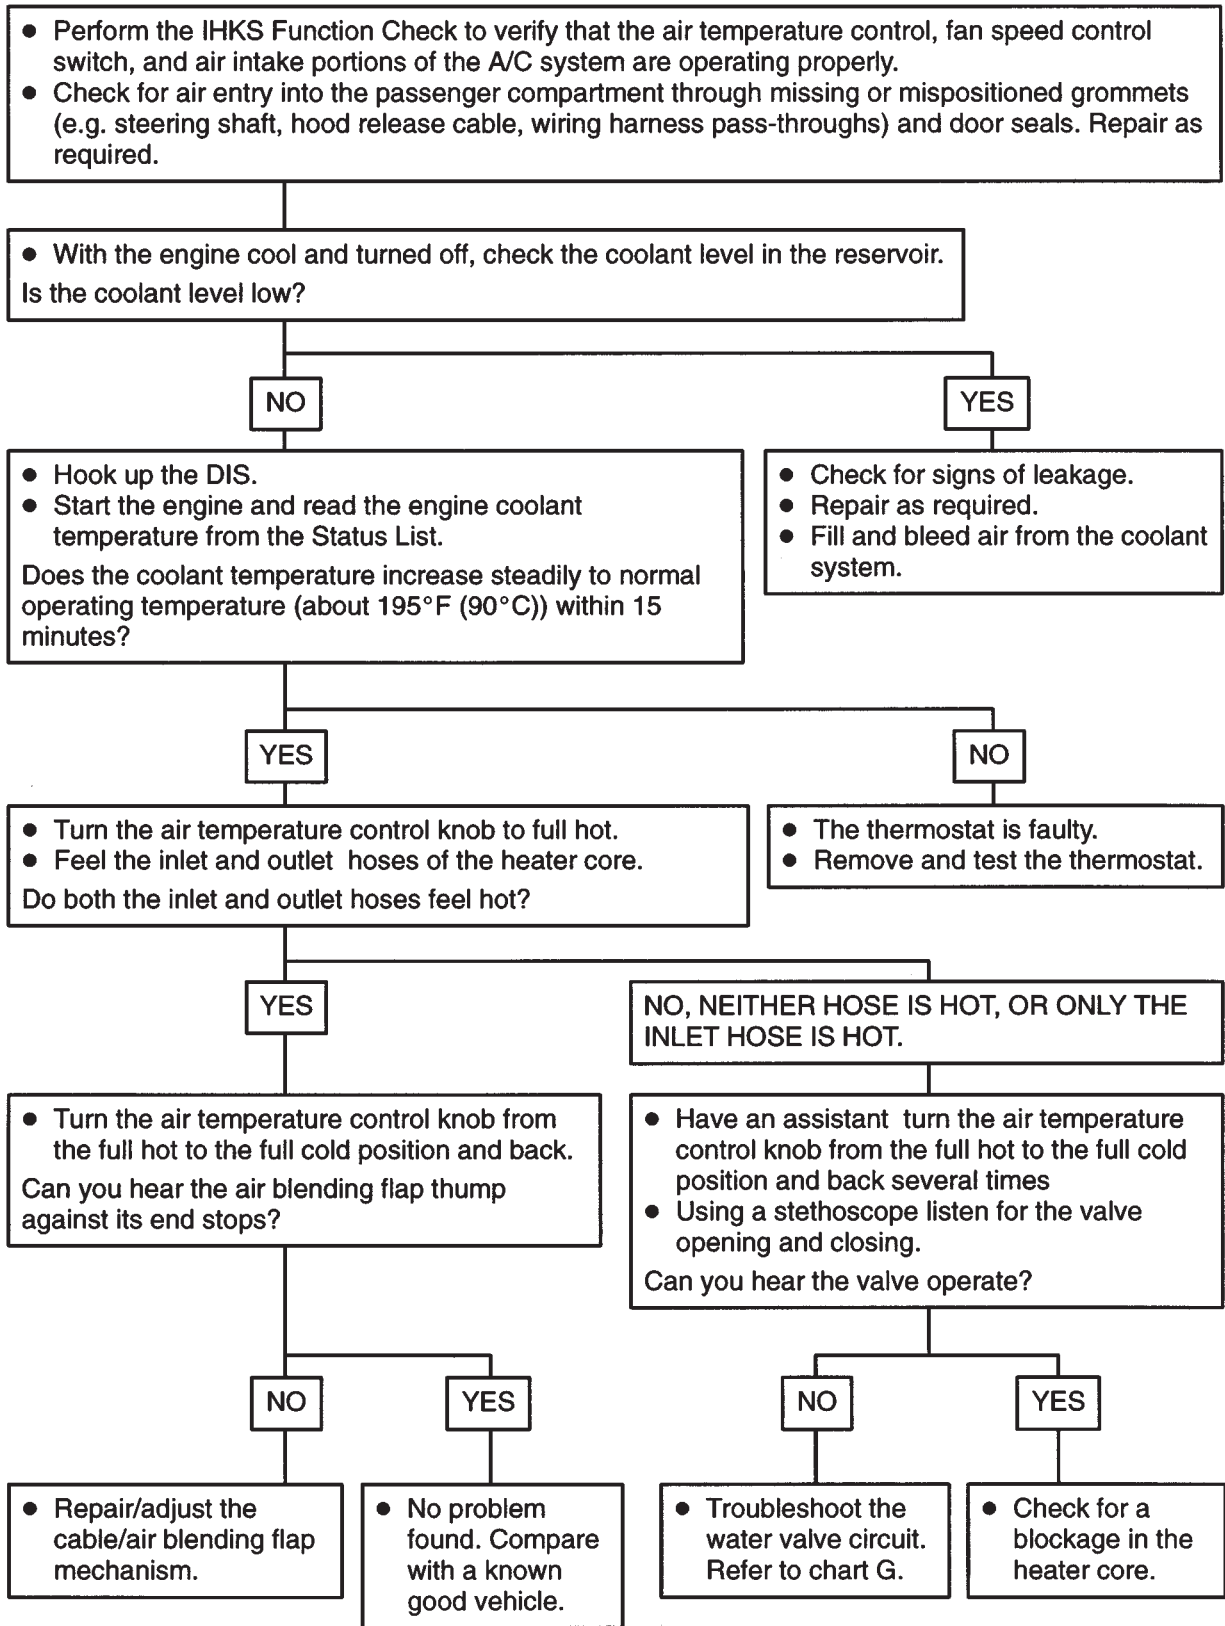 ● Perform the IHKS Function Check to verify that the air temperature control, fan speed control
switch, and air intake portions of the A/C system are operating properly.
● Check for air entry into the passenger compartment through missing or mispositioned grommets
(e.g. steering shaft, hood release cable, wiring harness pass-throughs) and door seals. Repair as
required.
● With the engine cool and turned off, check the coolant level in the reservoir.
Is the coolant level low?
NO
YES
● Hook up the DIS.
● Start the engine and read the engine coolant
temperature from the Status List.
Does the coolant temperature increase steadily to normal
operating temperature (about 195°F (90°C)) within 15
minutes?
● Check for signs of leakage.
● Repair as required.
● Fill and bleed air from the coolant
system.
YES
NO
● Turn the air temperature control knob to full hot.
● Feel the inlet and outlet hoses of the heater core.
Do both the inlet and outlet hoses feel hot?
● The thermostat is faulty.
● Remove and test the thermostat.
YES
NO, NEITHER HOSE IS HOT, OR ONLY THE
INLET HOSE IS HOT.
● Turn the air temperature control knob from
the full hot to the full cold position and back.
Can you hear the air blending flap thump
against its end stops?
● Have an assistant turn the air temperature
control knob from the full hot to the full cold
position and back several times
● Using a stethoscope listen for the valve
opening and closing.
Can you hear the valve operate?
NO
YES
NO
YES
● Repair/adjust the
cable/air blending flap
mechanism.
● No problem
found. Compare
with a known
good vehicle.
● Troubleshoot the
water valve circuit.
Refer to chart G.
● Check for a
blockage in the
heater core.